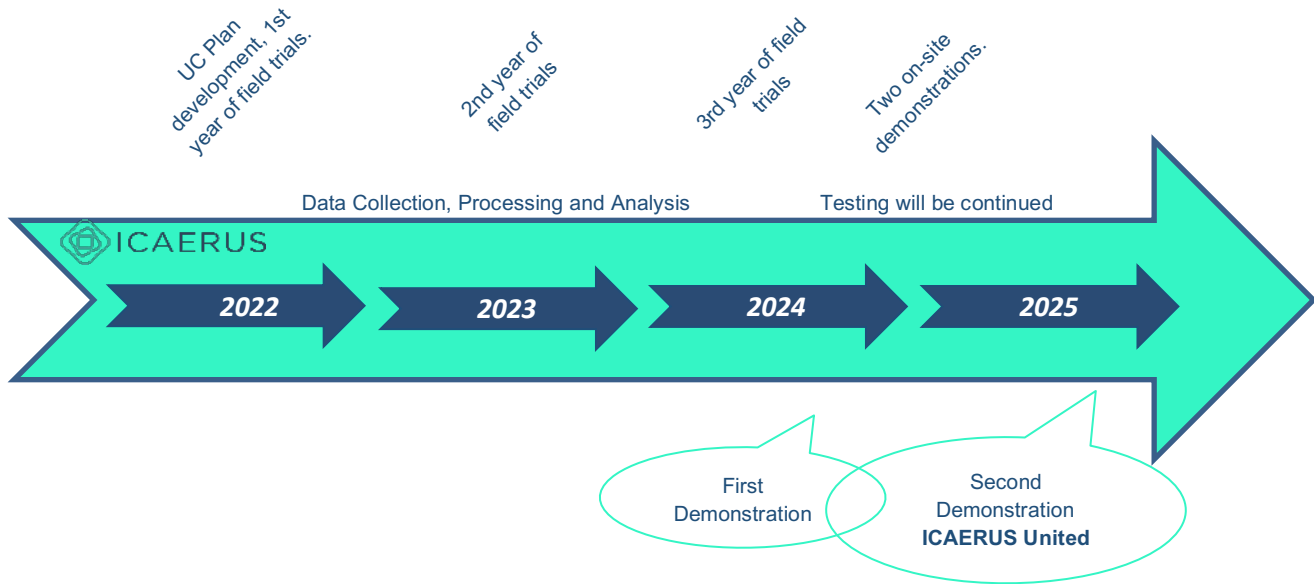 UC Plan
development, 1st
year of field trials.
2nd year of
field trials
3rd year of field
trials
Two on-site
demonstrations.
Data Collection, Processing and Analysis
Testing will be continued
ICAERUS
2022
2023
2024
2025
First
Demonstration
Second
Demonstration
ICAERUS United